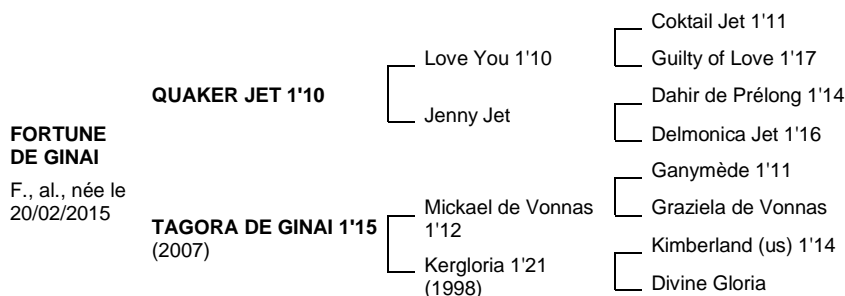 FORTUNE
DE GINAI
F., al., née le
20/02/2015
QUAKER JET 1'10
TAGORA DE GINAI 1'15
(2007)
Love You 1'10
Jenny Jet
Mickael de Vonnas
1'12
Kergloria 1'21
(1998)
Coktail Jet 1'11
Guilty of Love 1'17
Dahir de Prélong 1'14
Delmonica Jet 1'16
Ganymède 1'11
Graziela de Vonnas
Kimberland (us) 1'14
Divine Gloria